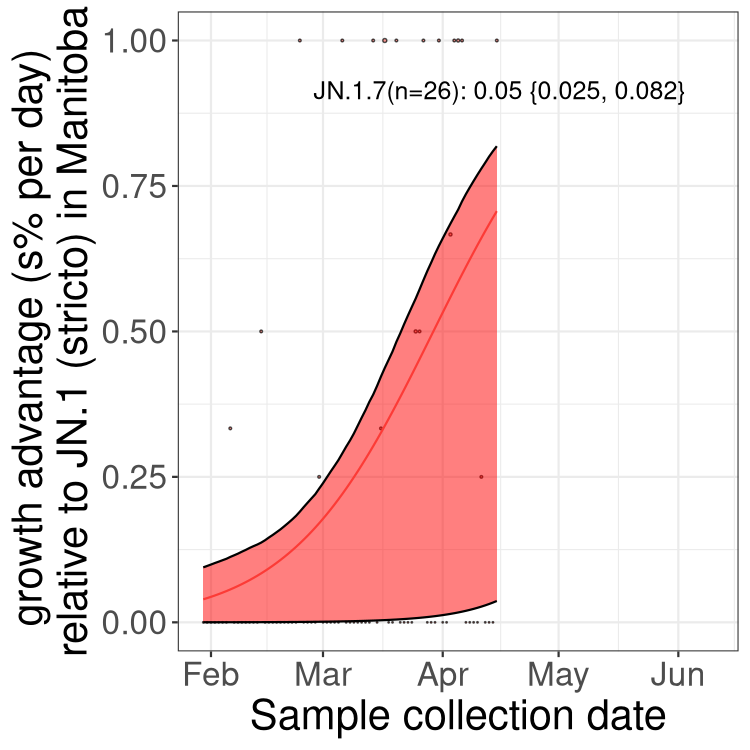 growth advantage (s% per day)
relative to JN.1 (stricto) in Manitoba
1.00
0.75
0.50
0.25
0.00
JN.1.7(n=26): 0.05 {0.025, 0.082}
Feb Mar Apr May Jun
Sample collection date